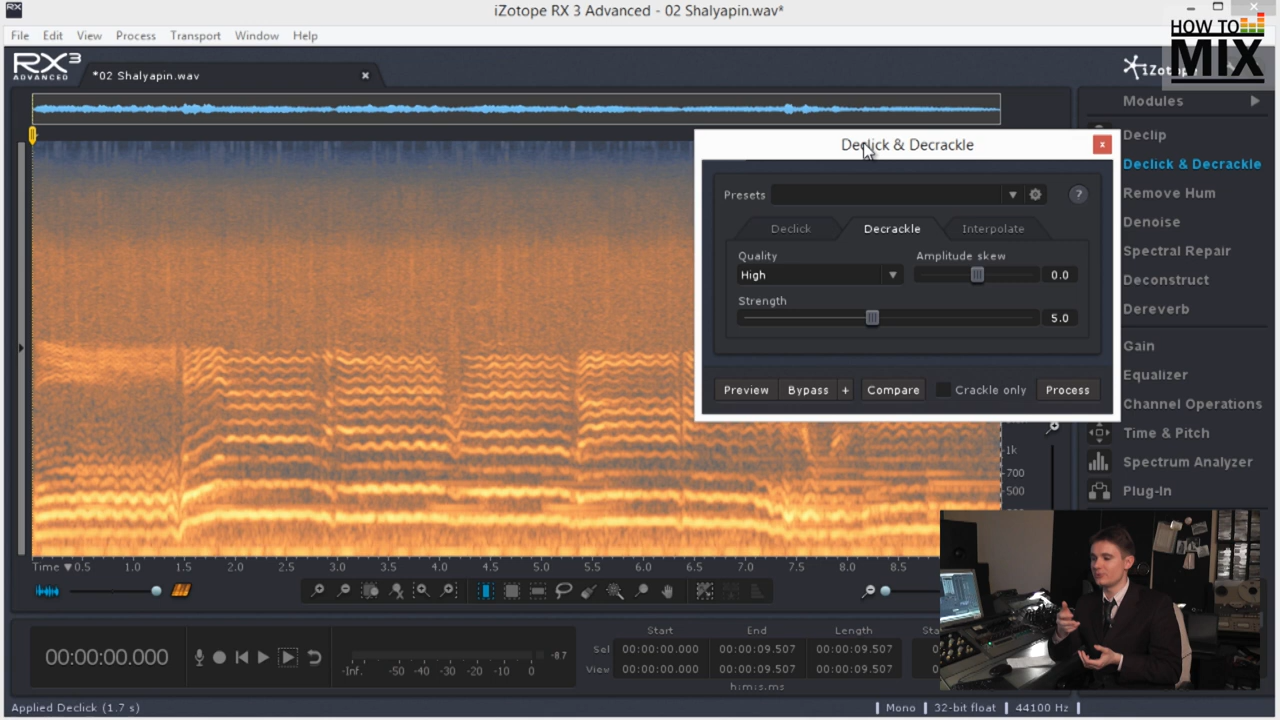 iZotope RX 3 Advanced - 02 Shalyapin.wav*
File Edit View Process Transport Window Help
HOW TO
MIX
RX3
ADVANCED
*02 Shalyapin.wav
Modules
Declip
Declick & Decrackle
Remove Hum
Denoise
Spectral Repair
Deconstruct
Dereverb
Gain
Equalizer
Channel Operations
Time & Pitch
Spectrum Analyzer
Plug-In
Declick & Decrackle
Presets
?
Declick Decrackle Interpolate
Quality Amplitude skew
High 0.0
Strength
5.0
Preview Bypass + Compare Crackle only Process
-1k
-700
-500
Time 0.5 1.0 1.5 2.0 2.5 3.0 3.5 4.0 4.5 5.0 5.5 6.0 6.5 7.0 7.5 8.0 8.5
00:00:00.000
-Inf. -50 -40 -30 -20 -10 0
-8.7
Start End Length
Sel 00:00:00.000 00:00:09.507 00:00:09.507
View 00:00:00.000 00:00:09.507 00:00:09.507
h:m:s.ms
Applied Declick (1.7 s)
Mono 32-bit float 44100 Hz